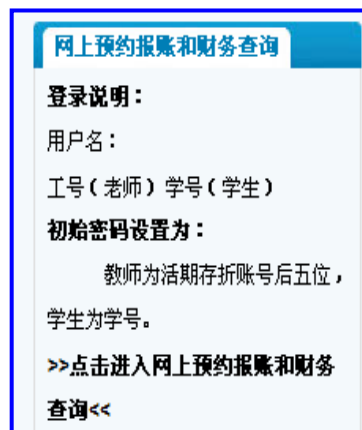 网上预约报账和财务查询
登录说明：
用户名：
工号（老师）学号（学生）
初始密码设置为：
教师为活期存折账号后五位，
学生为学号。
>>点击进入网上预约报账和财务
查询<<